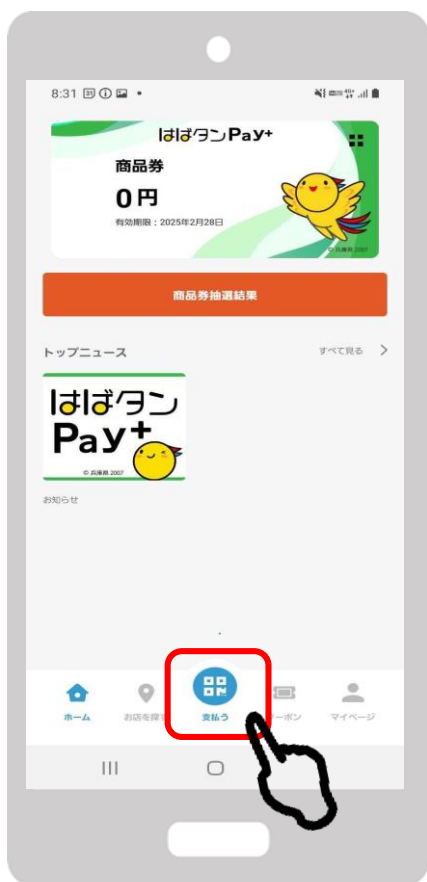 8:31
はばタンPay+
商品券
0円
有効期限：2025年2月28日
© 兵庫県 2007
商品券抽選結果
トップニュース
すべて見る >
はばタン
Pay+
© 兵庫県 2007
お知らせ
ホーム
お店を探す
支払う
クーポン
マイページ